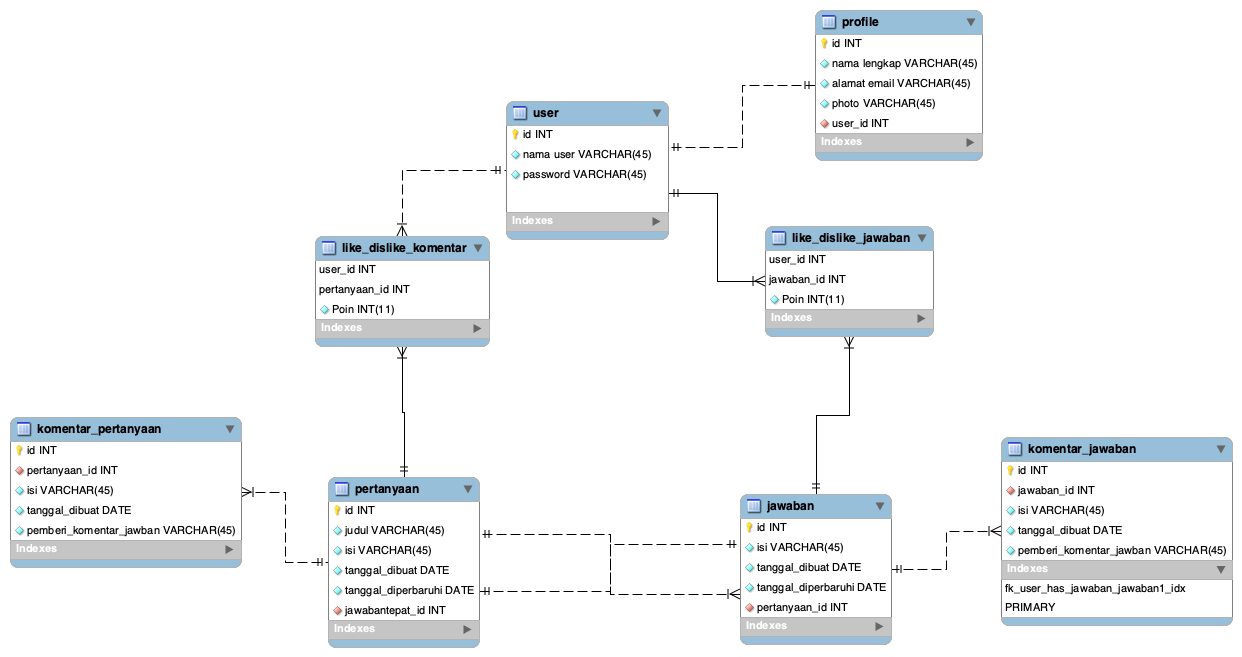 profile
id INT
nama lengkap VARCHAR(45)
alamat email VARCHAR(45)
photo VARCHAR(45)
user_id INT
Indexes
user
id INT
nama user VARCHAR(45)
password VARCHAR(45)
Indexes
like_dislike_komentar
user_id INT
pertanyaan_id INT
Poin INT(11)
Indexes
like_dislike_jawaban
user_id INT
jawaban_id INT
Poin INT(11)
Indexes
komentar_pertanyaan
id INT
pertanyaan_id INT
isi VARCHAR(45)
tanggal_dibuat DATE
pemberi_komentar_jawban VARCHAR(45)
Indexes
pertanyaan
id INT
judul VARCHAR(45)
isi VARCHAR(45)
tanggal_dibuat DATE
tanggal_diperbaruhi DATE
jawabantepat_id INT
Indexes
jawaban
id INT
isi VARCHAR(45)
tanggal_dibuat DATE
tanggal_diperbaruhi DATE
pertanyaan_id INT
Indexes
komentar_jawaban
id INT
jawaban_id INT
isi VARCHAR(45)
tanggal_dibuat DATE
pemberi_komentar_jawban VARCHAR(45)
Indexes
fk_user_has_jawaban_jawaban1_idx
PRIMARY